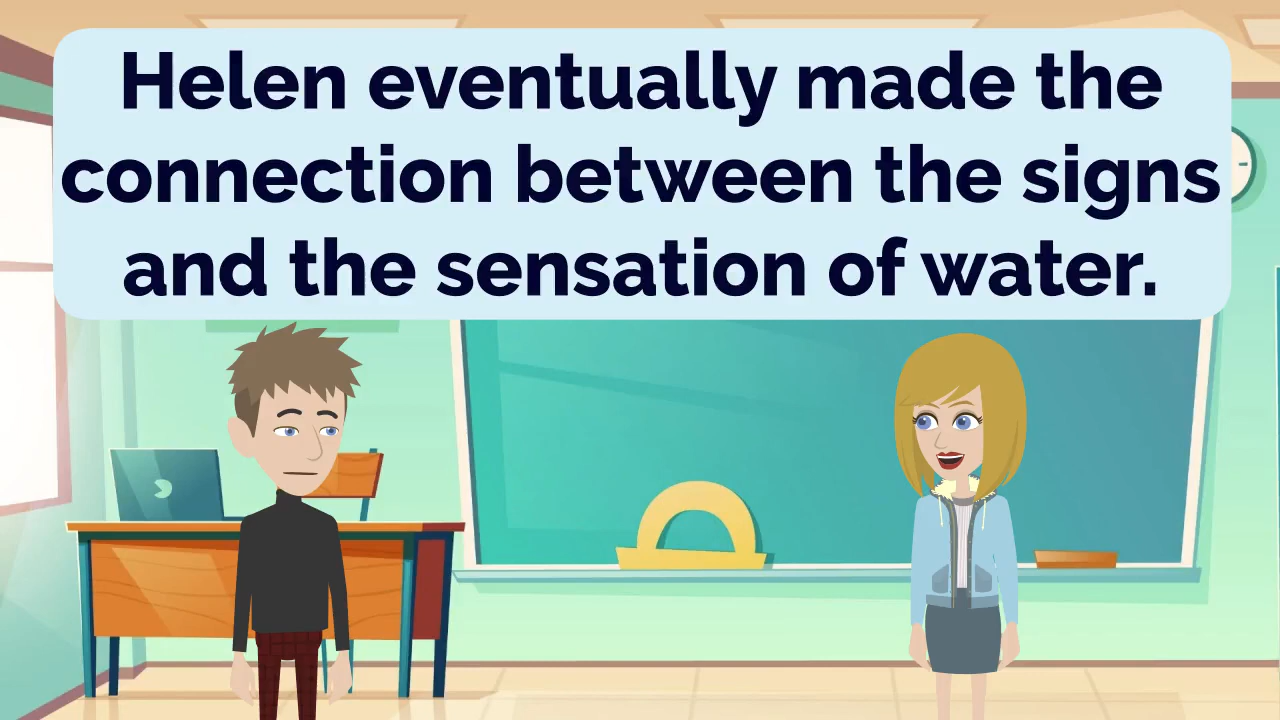 Helen eventually made the
connection between the signs
and the sensation of water.